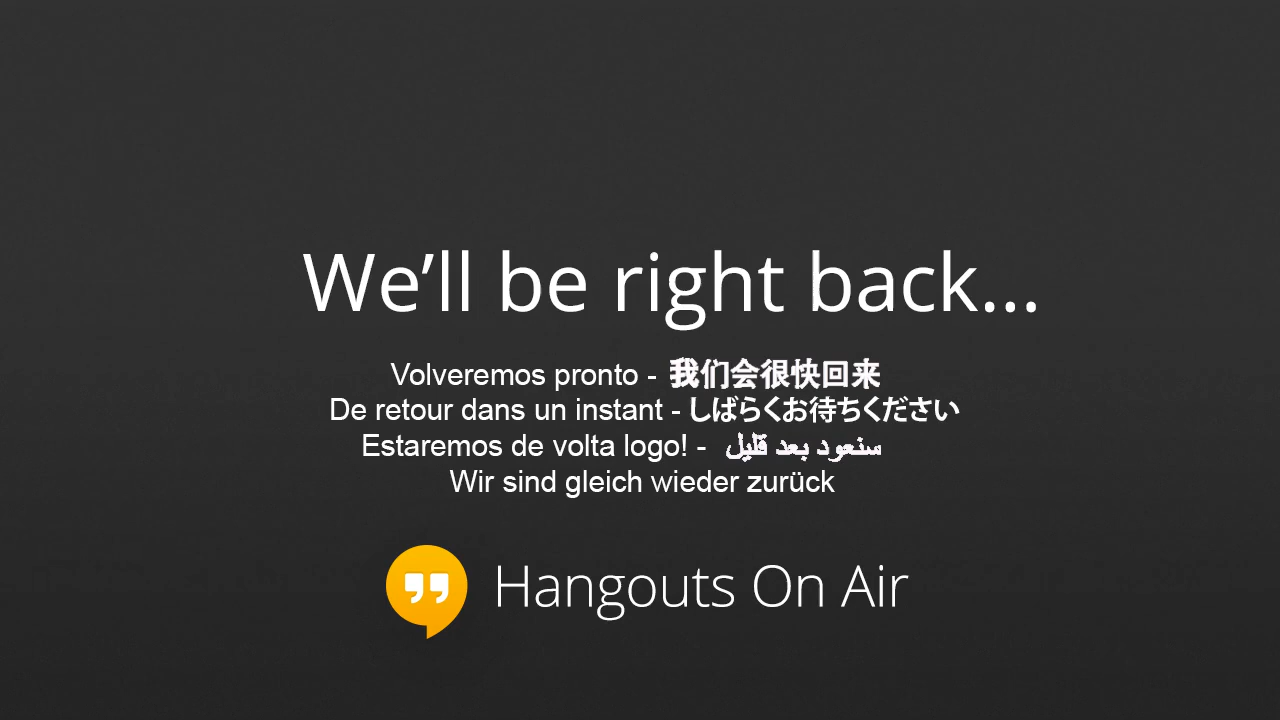 We'll be right back...
Volveremos pronto - 我们会很快回来
De retour dans un instant - しばらくお待ちください
Estaremos de volta logo! - سنعود بعد قليل
Wir sind gleich wieder zurück
Hangouts On Air